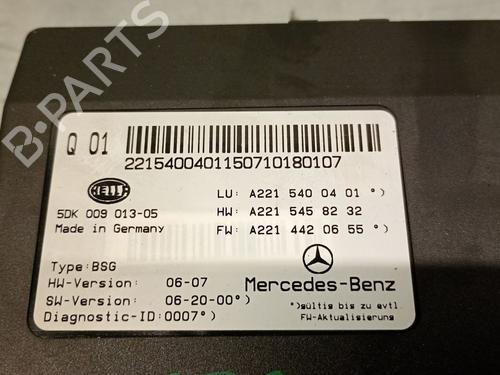 B-PARTS
Q 01
2215400401150710180107
HELLA
5DK 009 013-05
Made in Germany
LU: A221 540 04 01 °)
HW: A221 545 82 32
FW: A221 442 06 55 °)
Type: BSG
HW-Version: 06-07
SW-Version: 06-20-00°)
Diagnostic-ID: 0007°)
Mercedes-Benz
°)gültig bis zu evtl.
FW-Aktualisierung